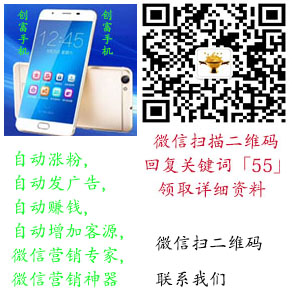 创富手机
创富手机
微信扫描二维码
回复关键词「55」
领取详细资料
自动涨粉,
自动发广告,
自动赚钱,
自动增加客源,
微信营销专家,
微信营销神器
微信扫二维码
联系我们